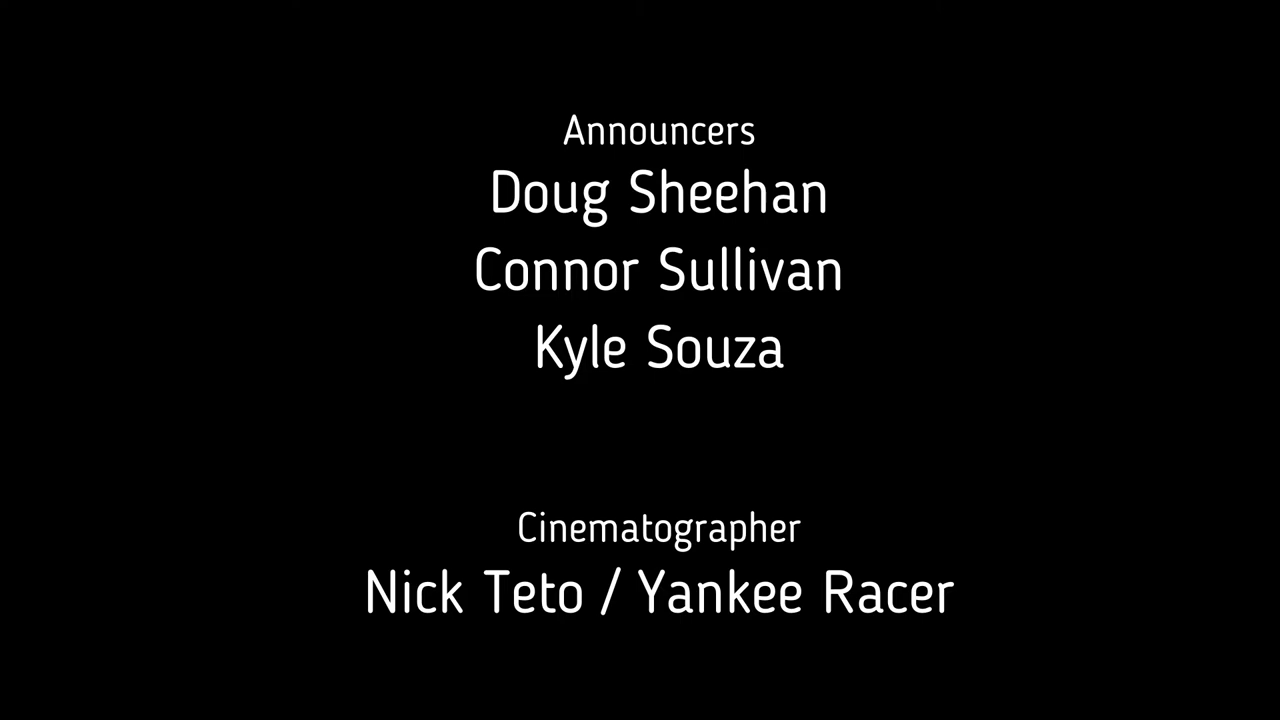 Announcers
Doug Sheehan
Connor Sullivan
Kyle Souza
Cinematographer
Nick Teto / Yankee Racer